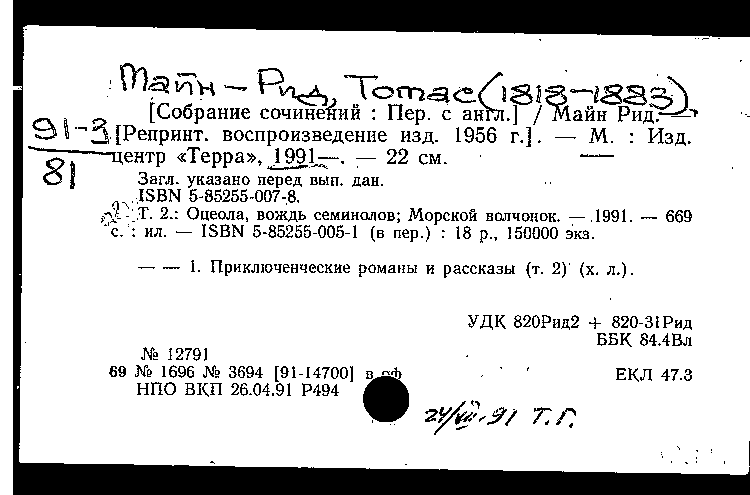 Майн-Рид, Томас (1818-1883)
[Собрание сочинений : Пер. с англ.] / Майн Рид. —
91-3 [Репринт. воспроизведение изд. 1956 г.]. — М. : Изд.
81 центр «Терра», 1991—. — 22 см.
Загл. указано перед вып. дан.
ISBN 5-85255-007-8.
Т. 2.: Оцеола, вождь семинолов; Морской волчонок. — 1991. — 669
с. : ил. — ISBN 5-85255-005-1 (в пер.) : 18 р., 150000 экз.
— — 1. Приключенческие романы и рассказы (т. 2) (х. л.).
УДК 820Рид2 + 820-31Рид
ББК 84.4Вл
№ 12791
69 № 1696 № 3694 [91-14700] в оф
ЕКЛ 47.3
НПО ВКП 26.04.91 Р494
24/VII-91 Т.Г.